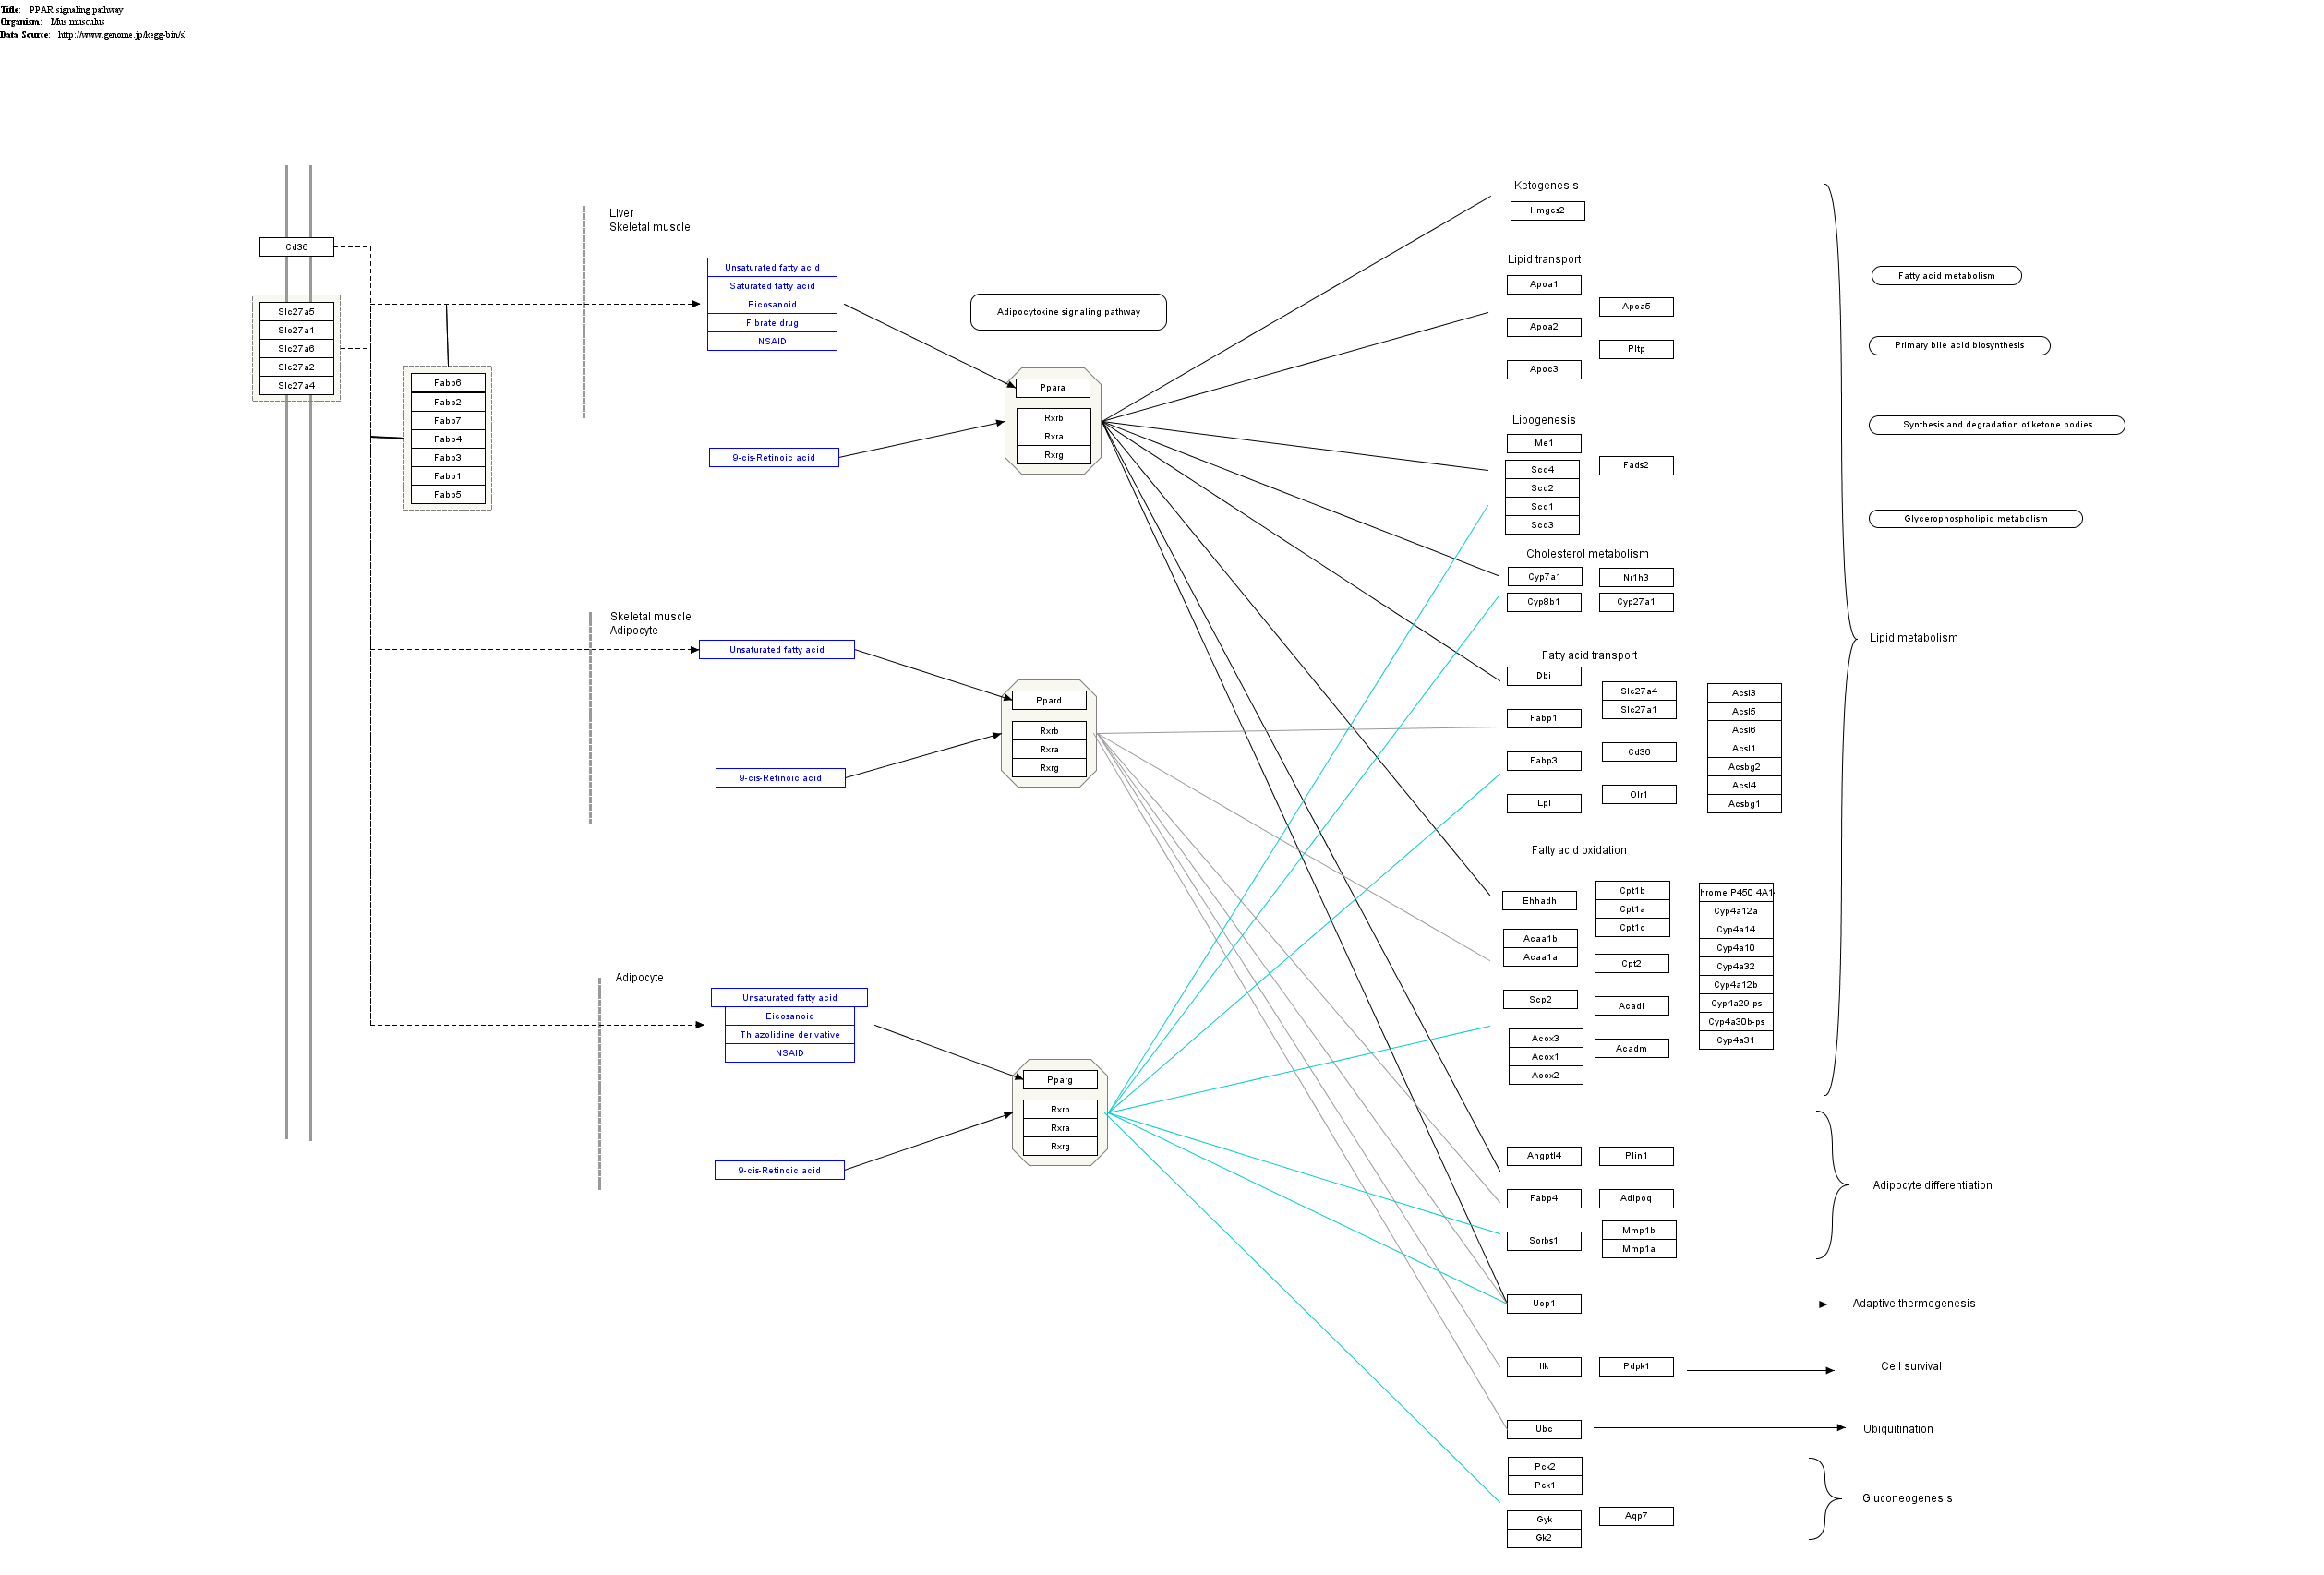 Title: PPAR signaling pathway
Organism: Mus musculus
Data Source: http://www.genome.jp/kegg-bin/s
Cd36
Slc27a5
Slc27a1
Slc27a6
Slc27a2
Slc27a4
Fabp6
Fabp2
Fabp7
Fabp4
Fabp3
Fabp1
Fabp5
Liver
Skeletal muscle
Unsaturated fatty acid
Saturated fatty acid
Eicosanoid
Fibrate drug
NSAID
9-cis-Retinoic acid
Adipocytokine signaling pathway
Ppara
Rxrb
Rxra
Rxrg
Skeletal muscle
Adipocyte
Unsaturated fatty acid
9-cis-Retinoic acid
Ppard
Rxrb
Rxra
Rxrg
Adipocyte
Unsaturated fatty acid
Eicosanoid
Thiazolidine derivative
NSAID
9-cis-Retinoic acid
Pparg
Rxrb
Rxra
Rxrg
Ketogenesis
Hmgcs2
Lipid transport
Apoa1
Apoa2
Apoc3
Apoa5
Pltp
Lipogenesis
Me1
Scd4
Scd2
Scd1
Scd3
Fads2
Cholesterol metabolism
Cyp7a1
Nr1h3
Cyp8b1
Cyp27a1
Fatty acid transport
Dbi
Fabp1
Fabp3
Lpl
Slc27a4
Slc27a1
Cd36
Olr1
Acsl3
Acsl5
Acsl6
Acsl1
Acsbg2
Acsl4
Acsbg1
Fatty acid oxidation
Ehhadh
Acaa1b
Acaa1a
Scp2
Acox3
Acox1
Acox2
Cpt1b
Cpt1a
Cpt1c
Cpt2
Acadl
Acadm
hrome P450 4A1
Cyp4a12a
Cyp4a14
Cyp4a10
Cyp4a32
Cyp4a12b
Cyp4a29-ps
Cyp4a30b-ps
Cyp4a31
Angptl4
Plin1
Fabp4
Adipoq
Sorbs1
Mmp1b
Mmp1a
Ucp1
Ilk
Pdpk1
Ubc
Pck2
Pck1
Gyk
Gk2
Aqp7
Fatty acid metabolism
Primary bile acid biosynthesis
Synthesis and degradation of ketone bodies
Glycerophospholipid metabolism
Lipid metabolism
Adipocyte differentiation
Adaptive thermogenesis
Cell survival
Ubiquitination
Gluconeogenesis